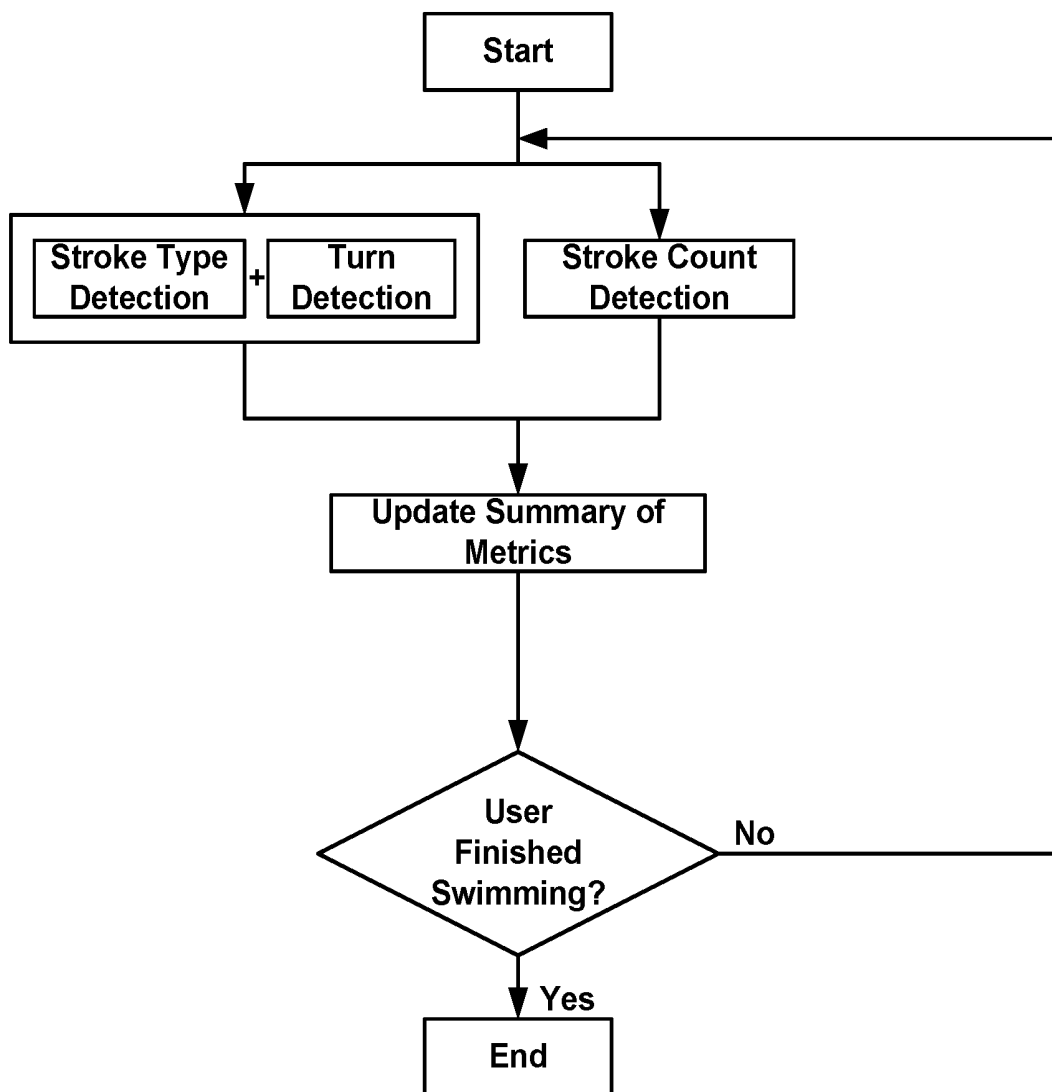 Start
Stroke Type
Detection
+
Turn
Detection
Stroke Count
Detection
Update Summary of
Metrics
User
Finished
Swimming?
No
Yes
End